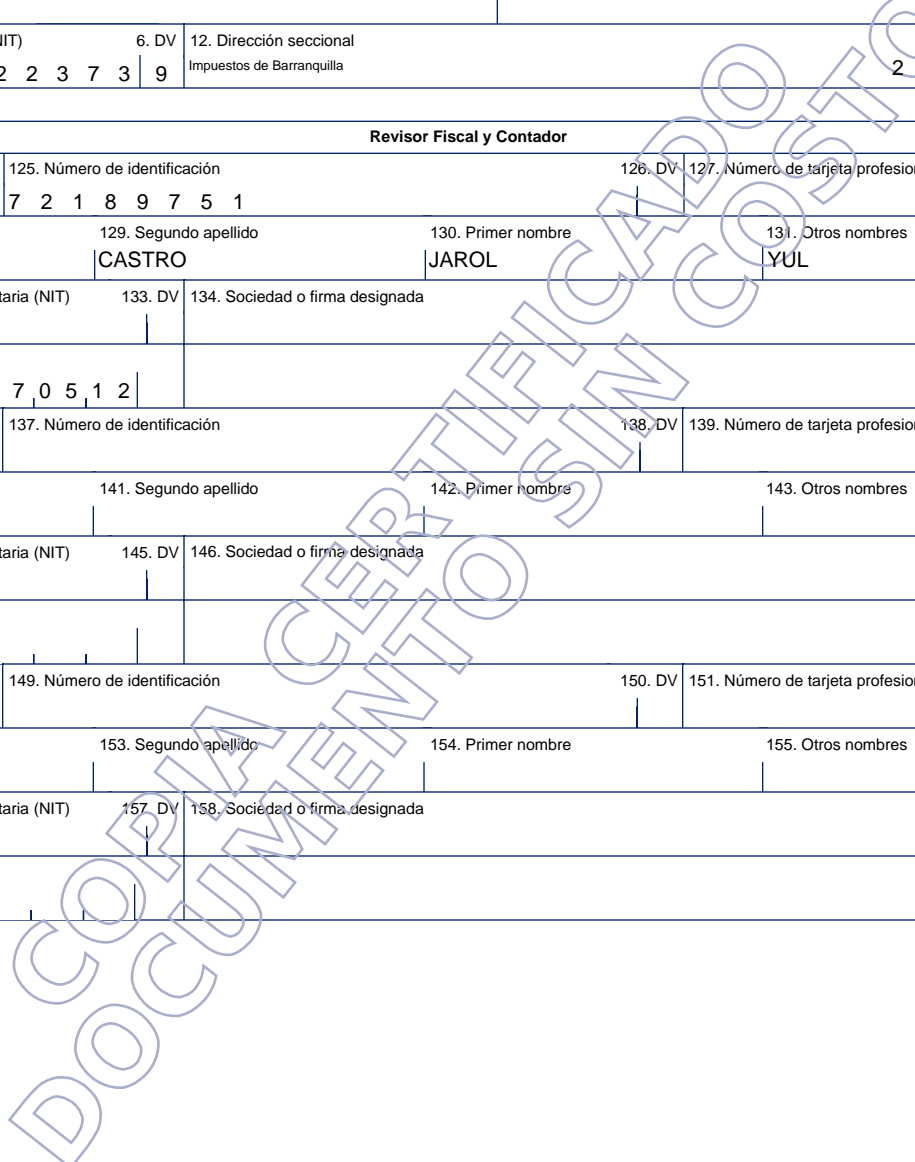 NIT) 6. DV 12. Dirección seccional
2 2 3 7 3 9 Impuestos de Barranquilla 2
Revisor Fiscal y Contador
125. Número de identificación 126. DV 127. Número de tarjeta profesion
7 2 1 8 9 7 5 1
129. Segundo apellido 130. Primer nombre 131. Otros nombres
CASTRO JAROL YUL
taria (NIT) 133. DV 134. Sociedad o firma designada
7 0 5 1 2
137. Número de identificación 138. DV 139. Número de tarjeta profesion
141. Segundo apellido 142. Primer nombre 143. Otros nombres
taria (NIT) 145. DV 146. Sociedad o firma designada
149. Número de identificación 150. DV 151. Número de tarjeta profesion
153. Segundo apellido 154. Primer nombre 155. Otros nombres
taria (NIT) 157. DV 158. Sociedad o firma designada
COPIA CERTIFICADO
DOCUMENTO SIN COSTO